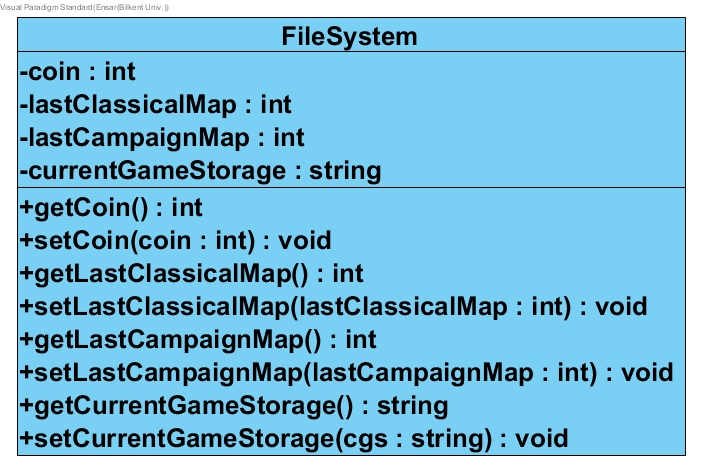 Visual Paradigm Standard(Ensar(Bilkent Univ.))
FileSystem
-coin : int
-lastClassicalMap : int
-lastCampaignMap : int
-currentGameStorage : string
+getCoin() : int
+setCoin(coin : int) : void
+getLastClassicalMap() : int
+setLastClassicalMap(lastClassicalMap : int) : void
+getLastCampaignMap() : int
+setLastCampaignMap(lastCampaignMap : int) : void
+getCurrentGameStorage() : string
+setCurrentGameStorage(cgs : string) : void